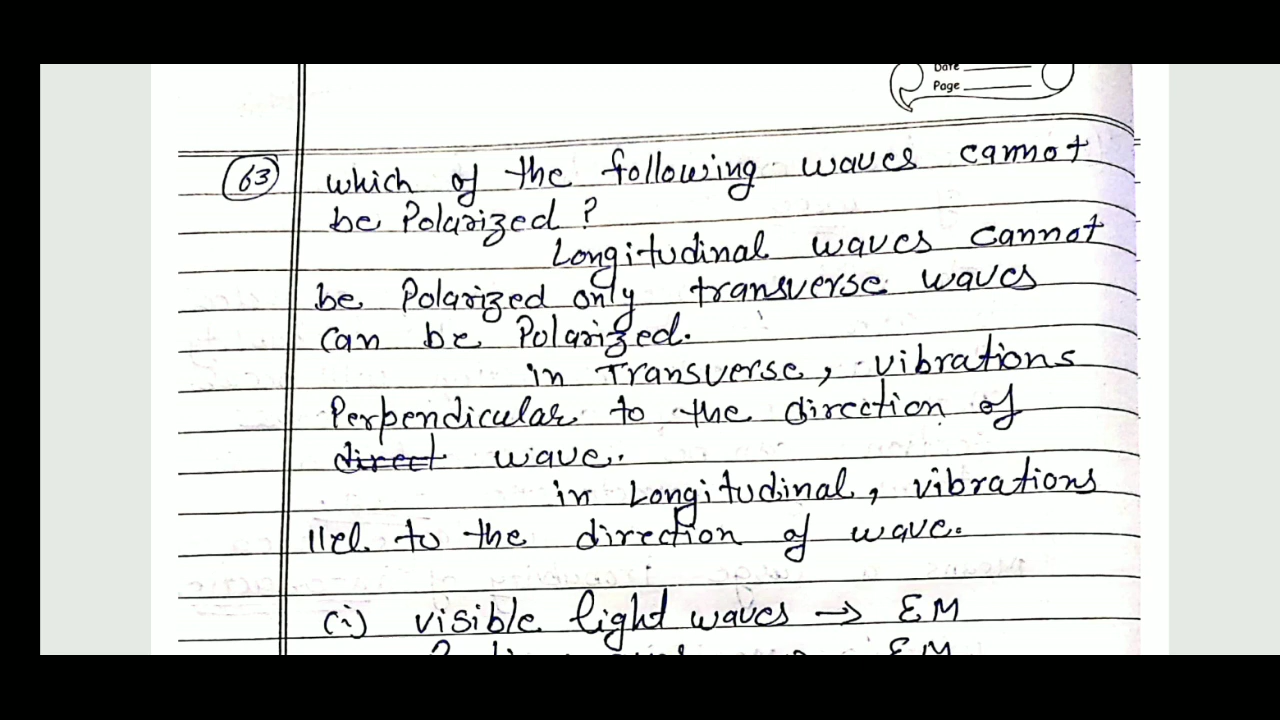 Date
Page
63 which of the following waves cannot
be Polarized?
Longitudinal waves cannot
be Polarized only transverse waves
can be Polarized.
in Transverse, vibrations
Perpendicular to the direction of
direct wave.
in Longitudinal, vibrations
llel to the direction of wave.
(i) visible light waves → EM
EM